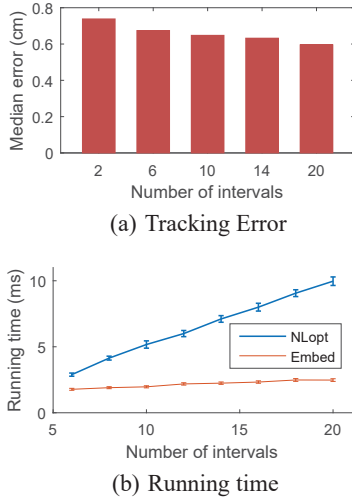 Median error (cm)
0.8
0.6
0.4
0.2
0
2 6 10 14 20
Number of intervals
(a) Tracking Error
Running time (ms)
10
5
0
5 10 15 20
NLopt
Embed
Number of intervals
(b) Running time